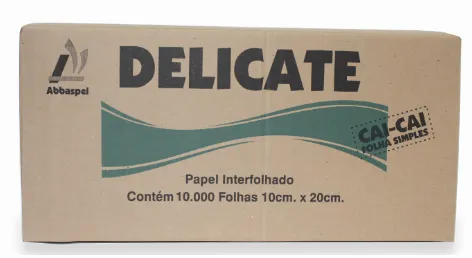 DELICATE
Abbaspel
CAI-CAI
FOLHA SIMPLES
Papel Interfolhado
Contém 10.000 Folhas 10cm. x 20cm.